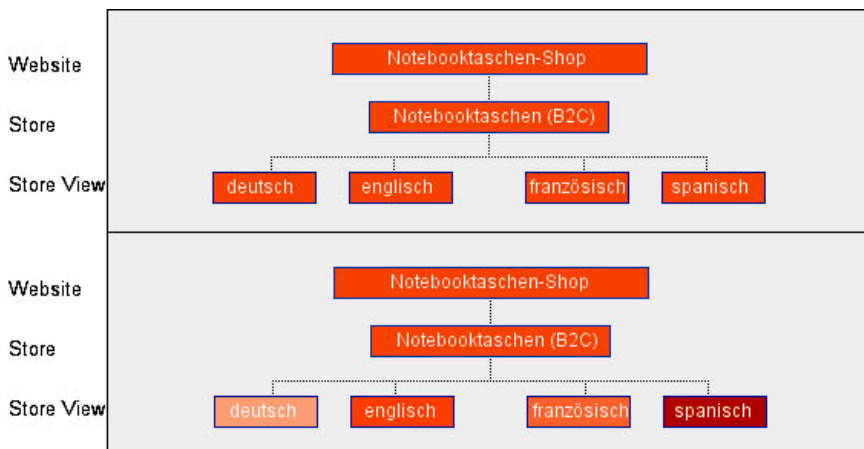 Website
Notebooktaschen-Shop
Store
Notebooktaschen (B2C)
Store View
deutsch
englisch
französisch
spanisch
Website
Notebooktaschen-Shop
Store
Notebooktaschen (B2C)
Store View
deutsch
englisch
französisch
spanisch